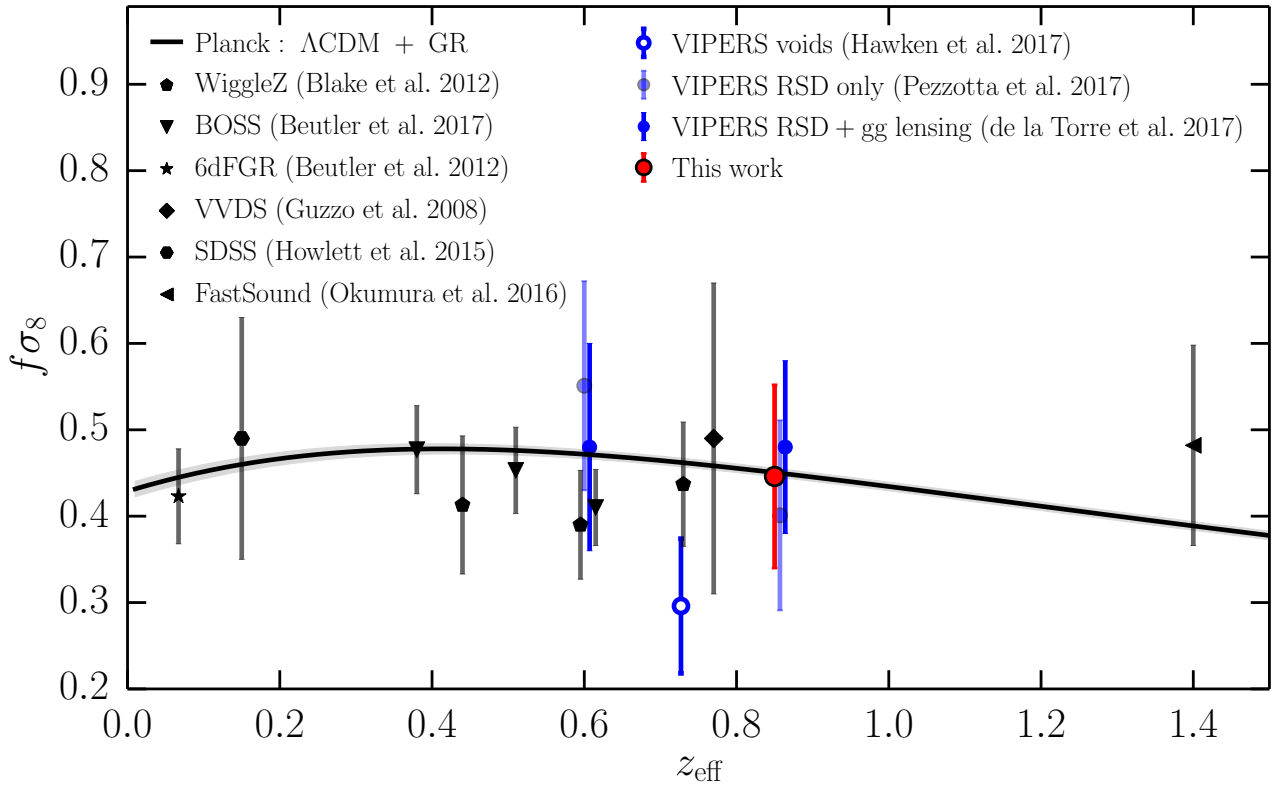 Planck : ΛCDM + GR
WiggleZ (Blake et al. 2012)
BOSS (Beutler et al. 2017)
6dFGR (Beutler et al. 2012)
VVDS (Guzzo et al. 2008)
SDSS (Howlett et al. 2015)
FastSound (Okumura et al. 2016)
VIPERS voids (Hawken et al. 2017)
VIPERS RSD only (Pezzotta et al. 2017)
VIPERS RSD + gg lensing (de la Torre et al. 2017)
This work
fσ₈
0.9
0.8
0.7
0.6
0.5
0.4
0.3
0.2
0.0 0.2 0.4 0.6 0.8 1.0 1.2 1.4
z_eff